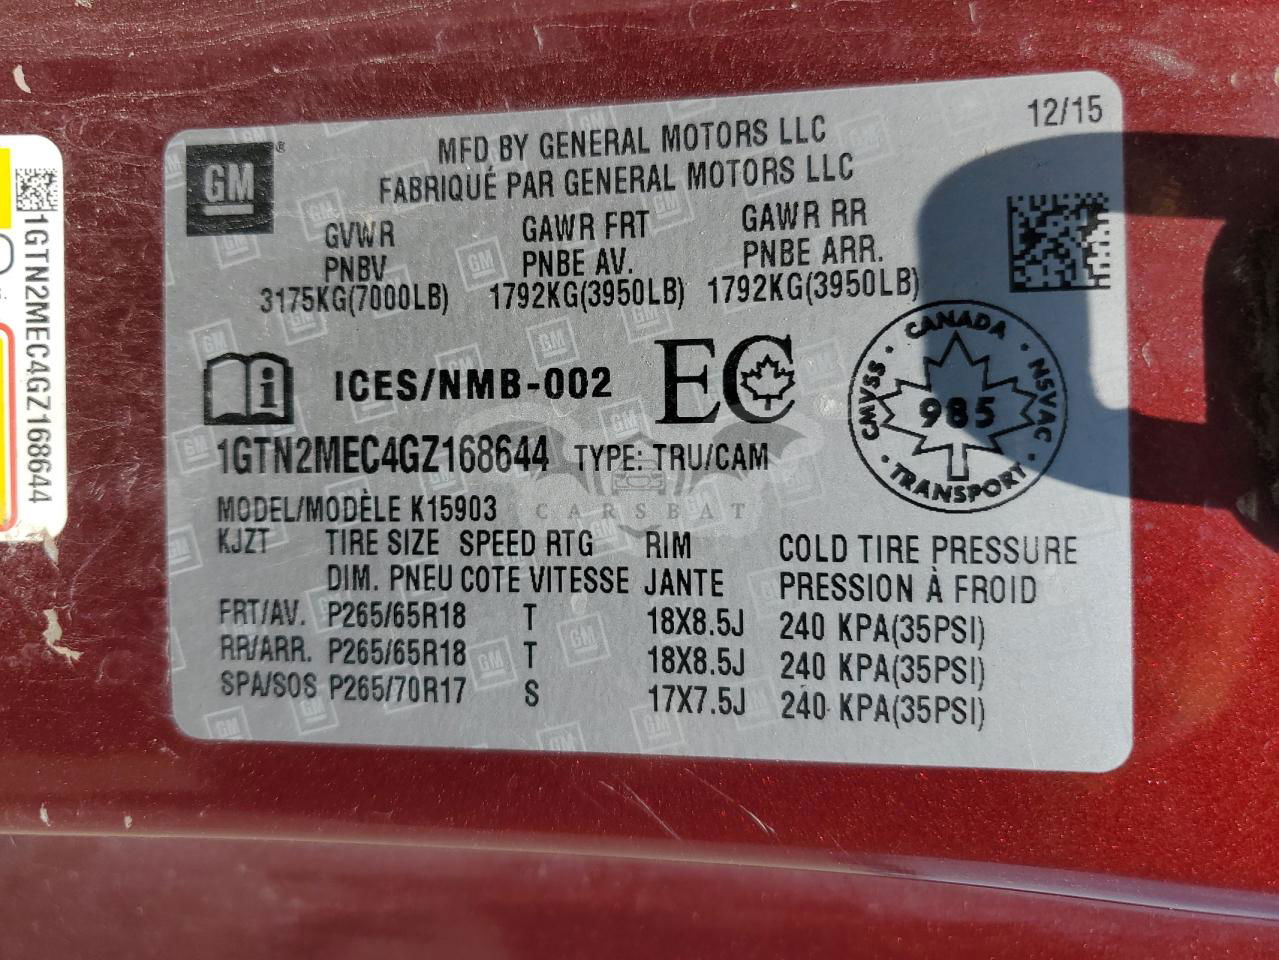 12/15
GM®
MFD BY GENERAL MOTORS LLC
FABRIQUÉ PAR GENERAL MOTORS LLC
GVWR GAWR FRT GAWR RR
PNBV PNBE AV. PNBE ARR.
3175KG(7000LB) 1792KG(3950LB) 1792KG(3950LB)
ICES/NMB-002 EC
CANADA
CMVSS 985 NSVAC
TRANSPORT
1GTN2MEC4GZ168644 TYPE: TRU/CAM
CARSBAT
MODEL/MODÈLE K15903
KJZT TIRE SIZE SPEED RTG RIM COLD TIRE PRESSURE
DIM. PNEU COTE VITESSE JANTE PRESSION À FROID
FRT/AV. P265/65R18 T 18X8.5J 240 KPA(35PSI)
RR/ARR. P265/65R18 T 18X8.5J 240 KPA(35PSI)
SPA/SOS P265/70R17 S 17X7.5J 240 KPA(35PSI)
1GTN2MEC4GZ168644